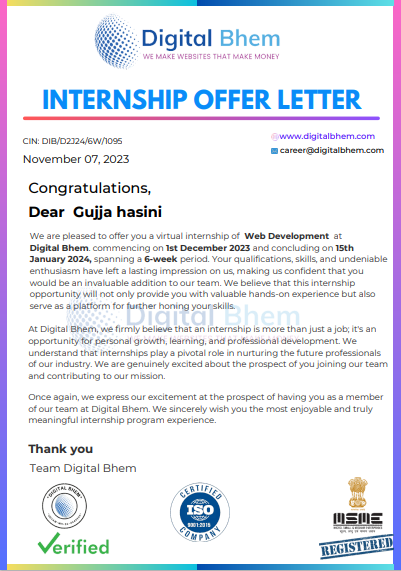 Digital Bhem
WE MAKE WEBSITES THAT MAKE MONEY
INTERNSHIP OFFER LETTER
CIN: DIB/D2J24/6W/1095
www.digitalbhem.com
November 07, 2023
career@digitalbhem.com
Congratulations,
Dear Gujja hasini
We are pleased to offer you a virtual internship of Web Development at
Digital Bhem. commencing on 1st December 2023 and concluding on 15th
January 2024, spanning a 6-week period. Your qualifications, skills, and undeniable
enthusiasm have left a lasting impression on us, making us confident that you
would be an invaluable addition to our team. We believe that this internship
opportunity will not only provide you with valuable hands-on experience but also
serve as a platform for further honing your skills.
Digital Bhem
At Digital Bhem, we firmly believe that an internship is more than just a job; it's an
opportunity for personal growth, learning, and professional development. We
understand that internships play a pivotal role in nurturing the future professionals
of our industry. We are genuinely excited about the prospect of you joining our team
and contributing to our mission.
Once again, we express our excitement at the prospect of having you as a member
of our team at Digital Bhem. We sincerely wish you the most enjoyable and truly
meaningful internship program experience.
Thank you
Team Digital Bhem
DIGITAL BHEM
Verified
CERTIFIED
ISO
9001:2015
COMPANY
MSME
REGISTERED